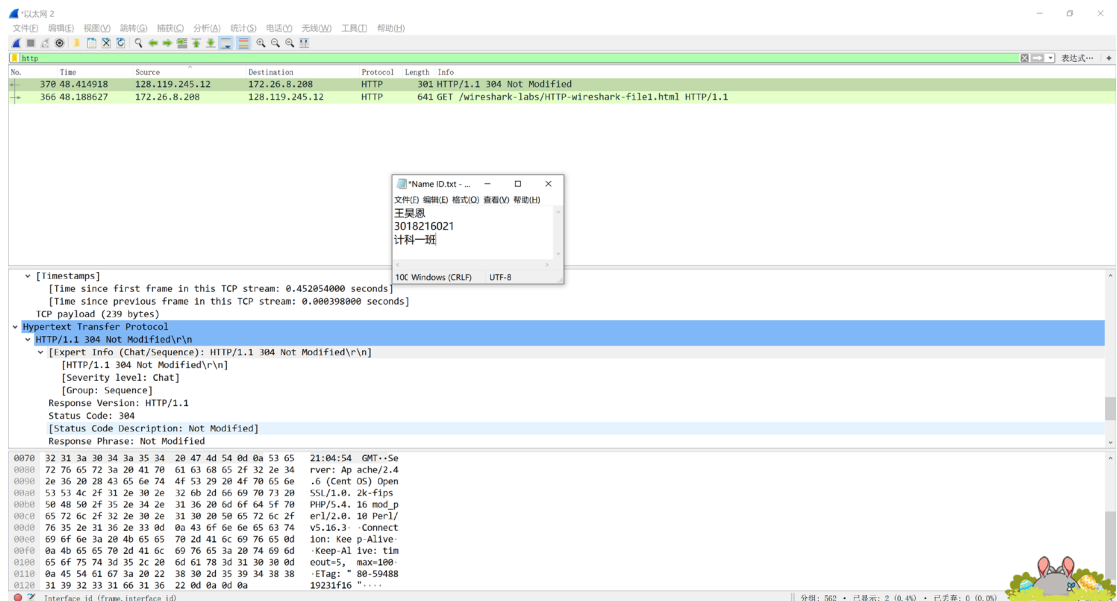 *以太网 2
文件(F) 编辑(E) 视图(V) 跳转(G) 捕获(C) 分析(A) 统计(S) 电话(Y) 无线(W) 工具(T) 帮助(H)
http 表达式… +
No. Time Source Destination Protocol Length Info
370 48.414918 128.119.245.12 172.26.8.208 HTTP 301 HTTP/1.1 304 Not Modified
366 48.188627 172.26.8.208 128.119.245.12 HTTP 641 GET /wireshark-labs/HTTP-wireshark-file1.html HTTP/1.1
*Name ID.txt - ...
文件(F) 编辑(E) 格式(O) 查看(V) 帮助(H)
王昊恩
3018216021
计科一班
100 Windows (CRLF) UTF-8
[Timestamps]
[Time since first frame in this TCP stream: 0.452054000 seconds]
[Time since previous frame in this TCP stream: 0.000398000 seconds]
TCP payload (239 bytes)
Hypertext Transfer Protocol
HTTP/1.1 304 Not Modified\r\n
[Expert Info (Chat/Sequence): HTTP/1.1 304 Not Modified\r\n]
[HTTP/1.1 304 Not Modified\r\n]
[Severity level: Chat]
[Group: Sequence]
Response Version: HTTP/1.1
Status Code: 304
[Status Code Description: Not Modified]
Response Phrase: Not Modified
0070 32 31 3a 30 34 3a 35 34 20 47 4d 54 0d 0a 53 65 21:04:54 GMT··Se
0080 72 76 65 72 3a 20 41 70 61 63 68 65 2f 32 2e 34 rver: Ap ache/2.4
0090 2e 36 20 28 43 65 6e 74 4f 53 29 20 4f 70 65 6e .6 (Cent OS) Open
00a0 53 53 4c 2f 31 2e 30 2e 32 6b 2d 66 69 70 73 20 SSL/1.0. 2k-fips
00b0 50 48 50 2f 35 2e 34 2e 31 36 20 6d 6f 64 5f 70 PHP/5.4. 16 mod_p
00c0 65 72 6c 2f 32 2e 30 2e 31 30 20 50 65 72 6c 2f erl/2.0. 10 Perl/
00d0 76 35 2e 31 36 2e 33 0d 0a 43 6f 6e 6e 65 63 74 v5.16.3· ·Connect
00e0 69 6f 6e 3a 20 4b 65 65 70 2d 41 6c 69 76 65 0d ion: Kee p-Alive·
00f0 0a 4b 65 65 70 2d 41 6c 69 76 65 3a 20 74 69 6d ·Keep-Al ive: tim
0100 65 6f 75 74 3d 35 2c 20 6d 61 78 3d 31 30 30 0d eout=5, max=100·
0110 0a 45 54 61 67 3a 20 22 38 30 2d 35 39 34 38 38 ·ETag: " 80-59488
0120 31 39 32 33 31 66 31 36 22 0d 0a 0d 0a 19231f16 "····
Interface id (frame.interface_id) 分组: 562 · 已显示: 2 (0.4%) · 已丢弃: 0 (0.0%)